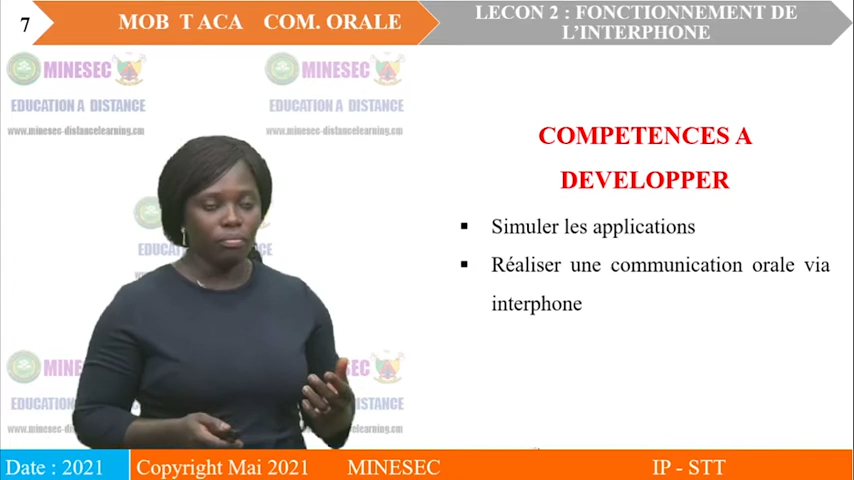 7
MOB T ACA COM. ORALE
LECON 2 : FONCTIONNEMENT DE
L'INTERPHONE
MINESEC
MINESEC
EDUCATION A DISTANCE
EDUCATION A DISTANCE
www.minesec-distancelearning.cm
www.minesec-distancelearning.cm
COMPETENCES A
DEVELOPPER
▪ Simuler les applications
▪ Réaliser une communication orale via
interphone
Date : 2021
Copyright Mai 2021 MINESEC IP - STT